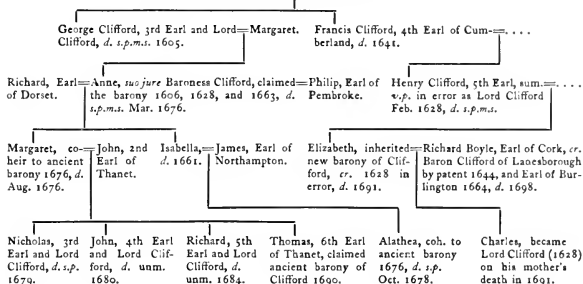 George Clifford, 3rd Earl and Lord=Margaret.
Clifford, d. s.p.m.s. 1605.
Francis Clifford, 4th Earl of Cum-=. . . .
berland, d. 1641.
Richard, Earl=Anne, suo jure Baroness Clifford, claimed=Philip, Earl of
of Dorset. the barony 1606, 1628, and 1663, d. Pembroke.
s.p.m.s. Mar. 1676.
Henry Clifford, 5th Earl, sum.=. . . .
v.p. in error as Lord Clifford
Feb. 1628, d. s.p.m.s.
Margaret, co-=John, 2nd
heir to ancient Earl of
barony 1676, d. Thanet.
Aug. 1676.
Isabella,=James, Earl of
d. 1661. Northampton.
Elizabeth, inherited=Richard Boyle, Earl of Cork, cr.
new barony of Clif- Baron Clifford of Lanesborough
ford, cr. 1628 in by patent 1644, and Earl of Bur-
error, d. 1691. lington 1664, d. 1698.
Nicholas, 3rd
Earl and Lord
Clifford, d. s.p.
1679.
John, 4th Earl
and Lord Clif-
ford, d. unm.
1680.
Richard, 5th
Earl and Lord
Clifford, d.
unm. 1684.
Thomas, 6th Earl
of Thanet, claimed
ancient barony of
Clifford 1690.
Alathea, coh. to
ancient barony
1676, d. s.p.
Oct. 1678.
Charles, became
Lord Clifford (1628)
on his mother's
death in 1691.